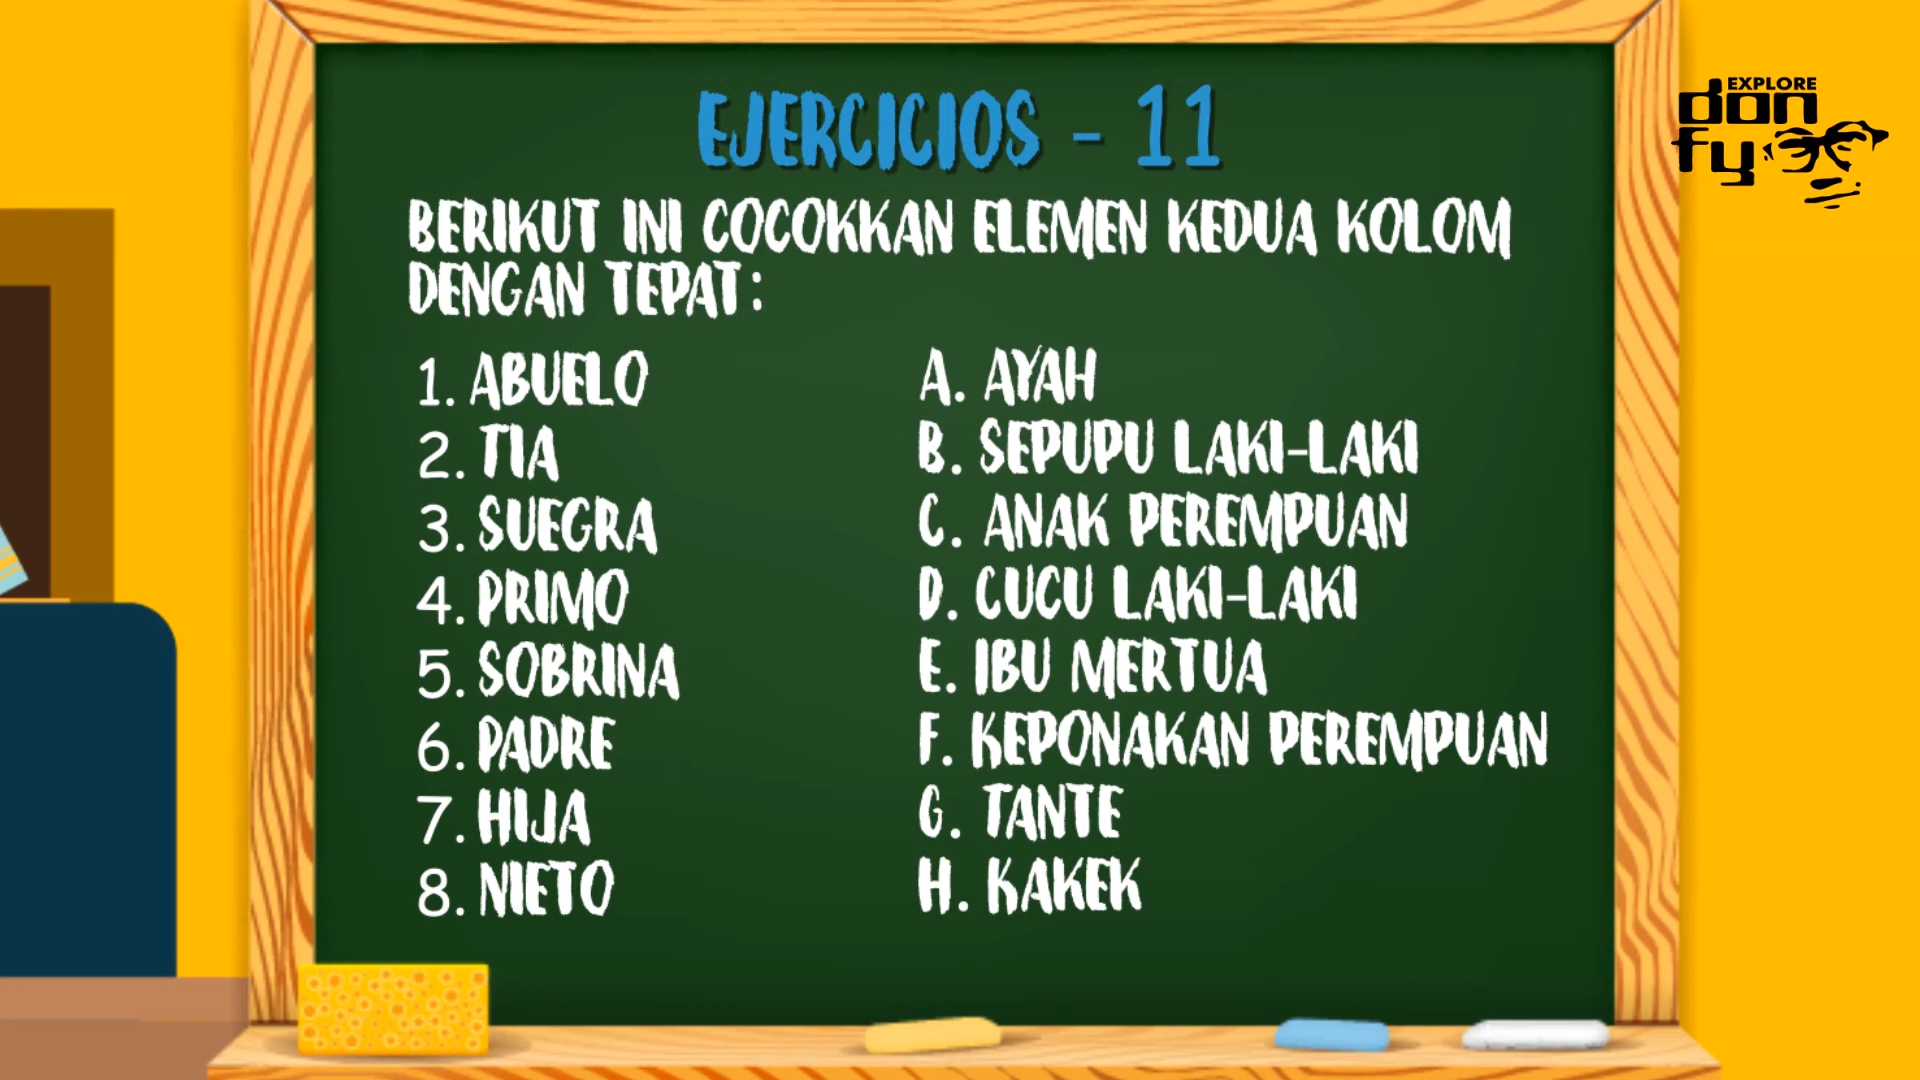 EJERCICIOS - 11
EXPLORE
don
fy
BERIKUT INI COCOKKAN ELEMEN KEDUA KOLOM
DENGAN TEPAT:
1. ABUELO
2. TIA
3. SUEGRA
4. PRIMO
5. SOBRINA
6. PADRE
7. HIJA
8. NIETO
A. AYAH
B. SEPUPU LAKI-LAKI
C. ANAK PEREMPUAN
D. CUCU LAKI-LAKI
E. IBU MERTUA
F. KEPONAKAN PEREMPUAN
G. TANTE
H. KAKEK